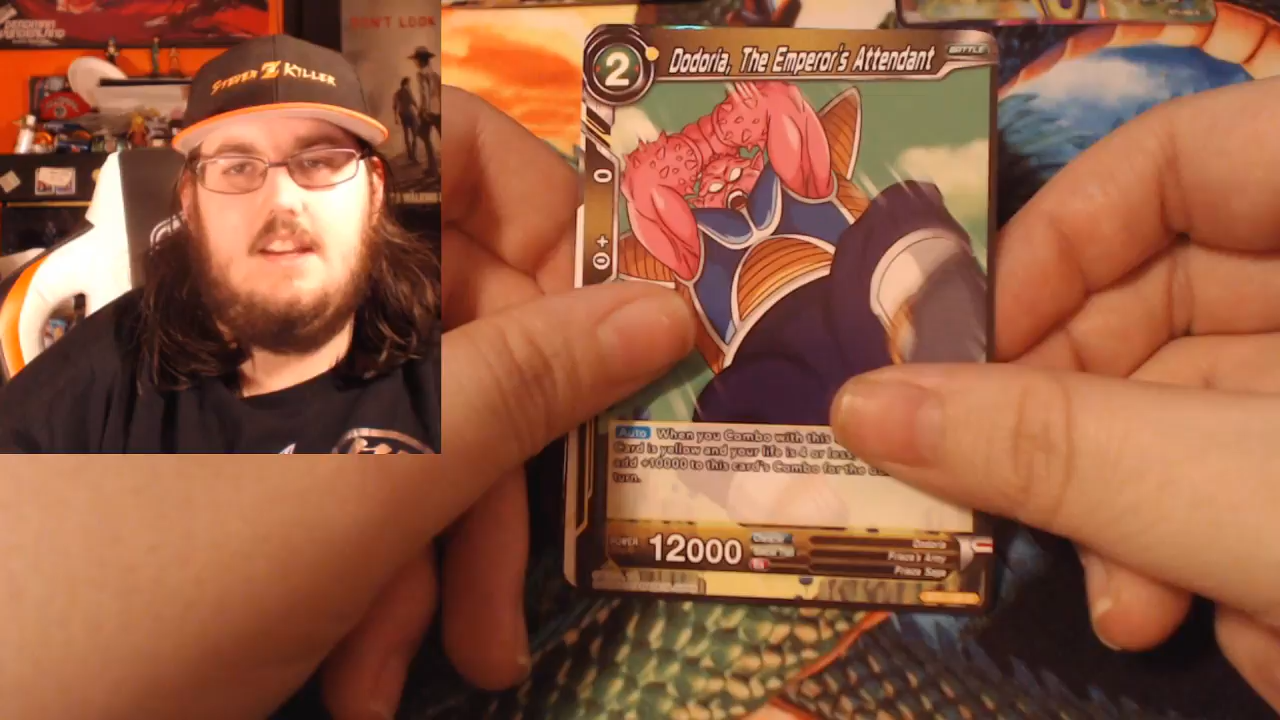 DON'T LOOK
STEVEN Z KILLER
2
Dodoria, The Emperor's Attendant
BATTLE
0
0 +
Auto When you Combo with this
Card is yellow and your life is 4 or less
add +10000 to this card's Combo for the
turn.
POWER
12000
Dodoria
Frieza's Army
Frieza Saga